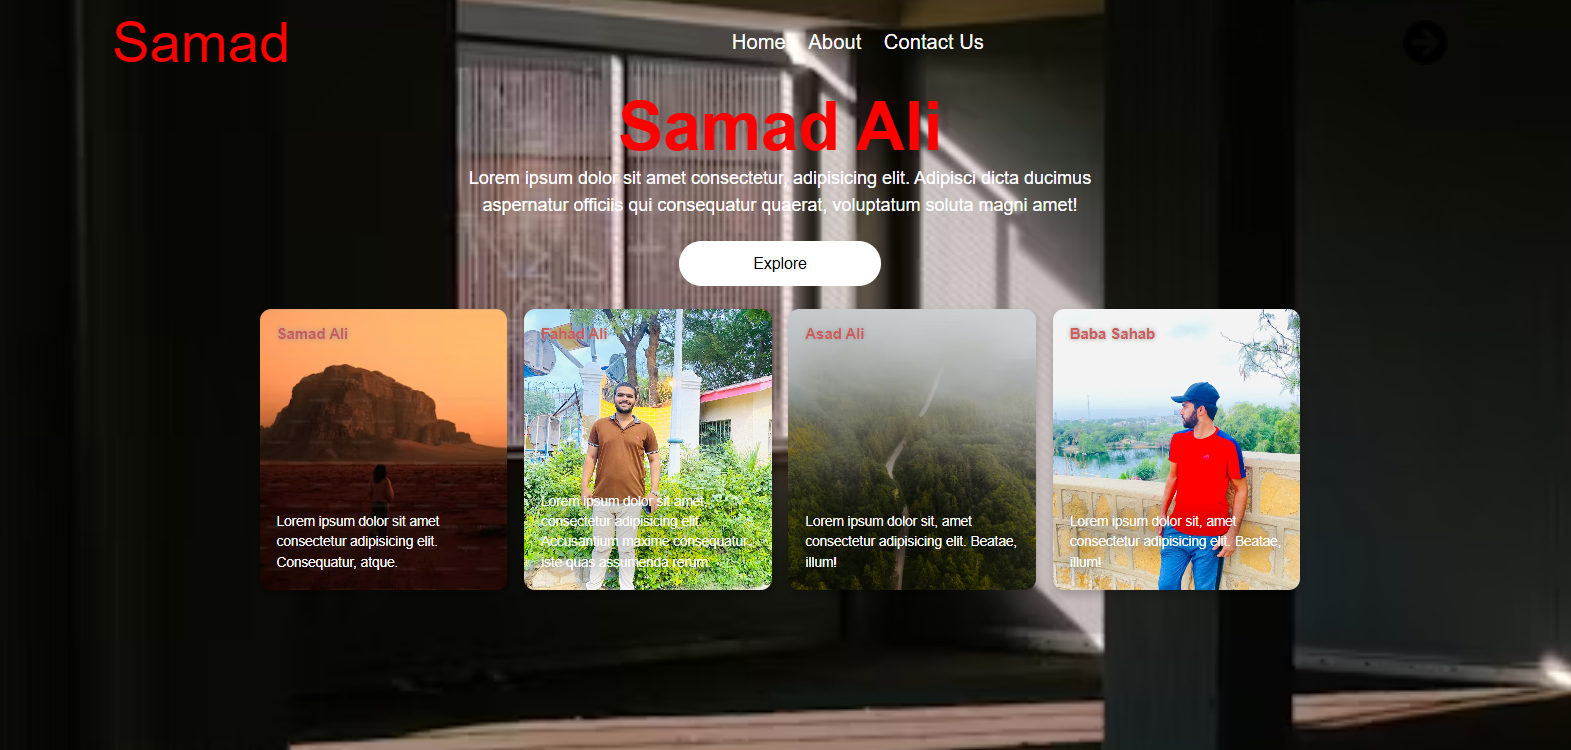 Samad
Home About Contact Us
Samad Ali
Lorem ipsum dolor sit amet consectetur, adipisicing elit. Adipisci dicta ducimus
aspernatur officiis qui consequatur quaerat, voluptatum soluta magni amet!
Explore
Samad Ali
Lorem ipsum dolor sit amet
consectetur adipisicing elit.
Consequatur, atque.
Fahad Ali
Lorem ipsum dolor sit amet
consectetur adipisicing elit.
Accusantium maxime consequatur
iste quas assumenda rerum.
Asad Ali
Lorem ipsum dolor sit, amet
consectetur adipisicing elit. Beatae,
illum!
Baba Sahab
Lorem ipsum dolor sit, amet
consectetur adipisicing elit. Beatae,
illum!